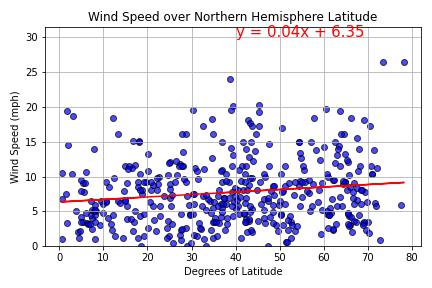 Wind Speed over Northern Hemisphere Latitude
y = 0.04x + 6.35
30
25
20
15
10
5
0
Wind Speed (mph)
0 10 20 30 40 50 60 70 80
Degrees of Latitude